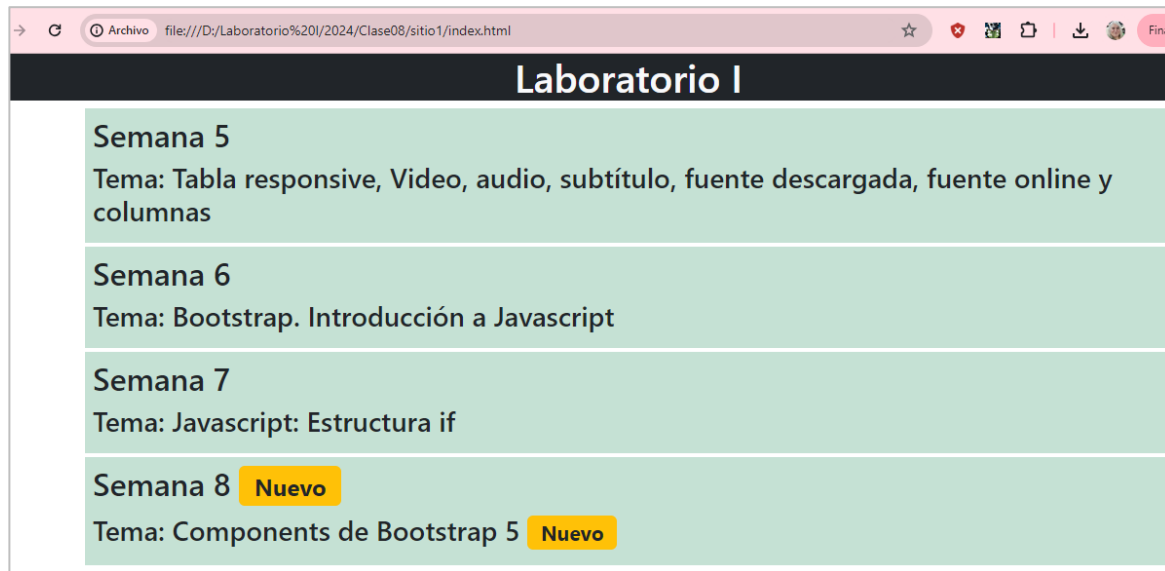 Archivo file:///D:/Laboratorio%20I/2024/Clase08/sitio1/index.html
Laboratorio I
Semana 5
Tema: Tabla responsive, Video, audio, subtítulo, fuente descargada, fuente online y
columnas
Semana 6
Tema: Bootstrap. Introducción a Javascript
Semana 7
Tema: Javascript: Estructura if
Semana 8 Nuevo
Tema: Components de Bootstrap 5 Nuevo